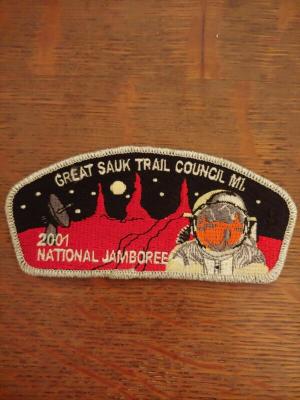 GREAT SAUK TRAIL COUNCIL MI.
2001
NATIONAL JAMBOREE